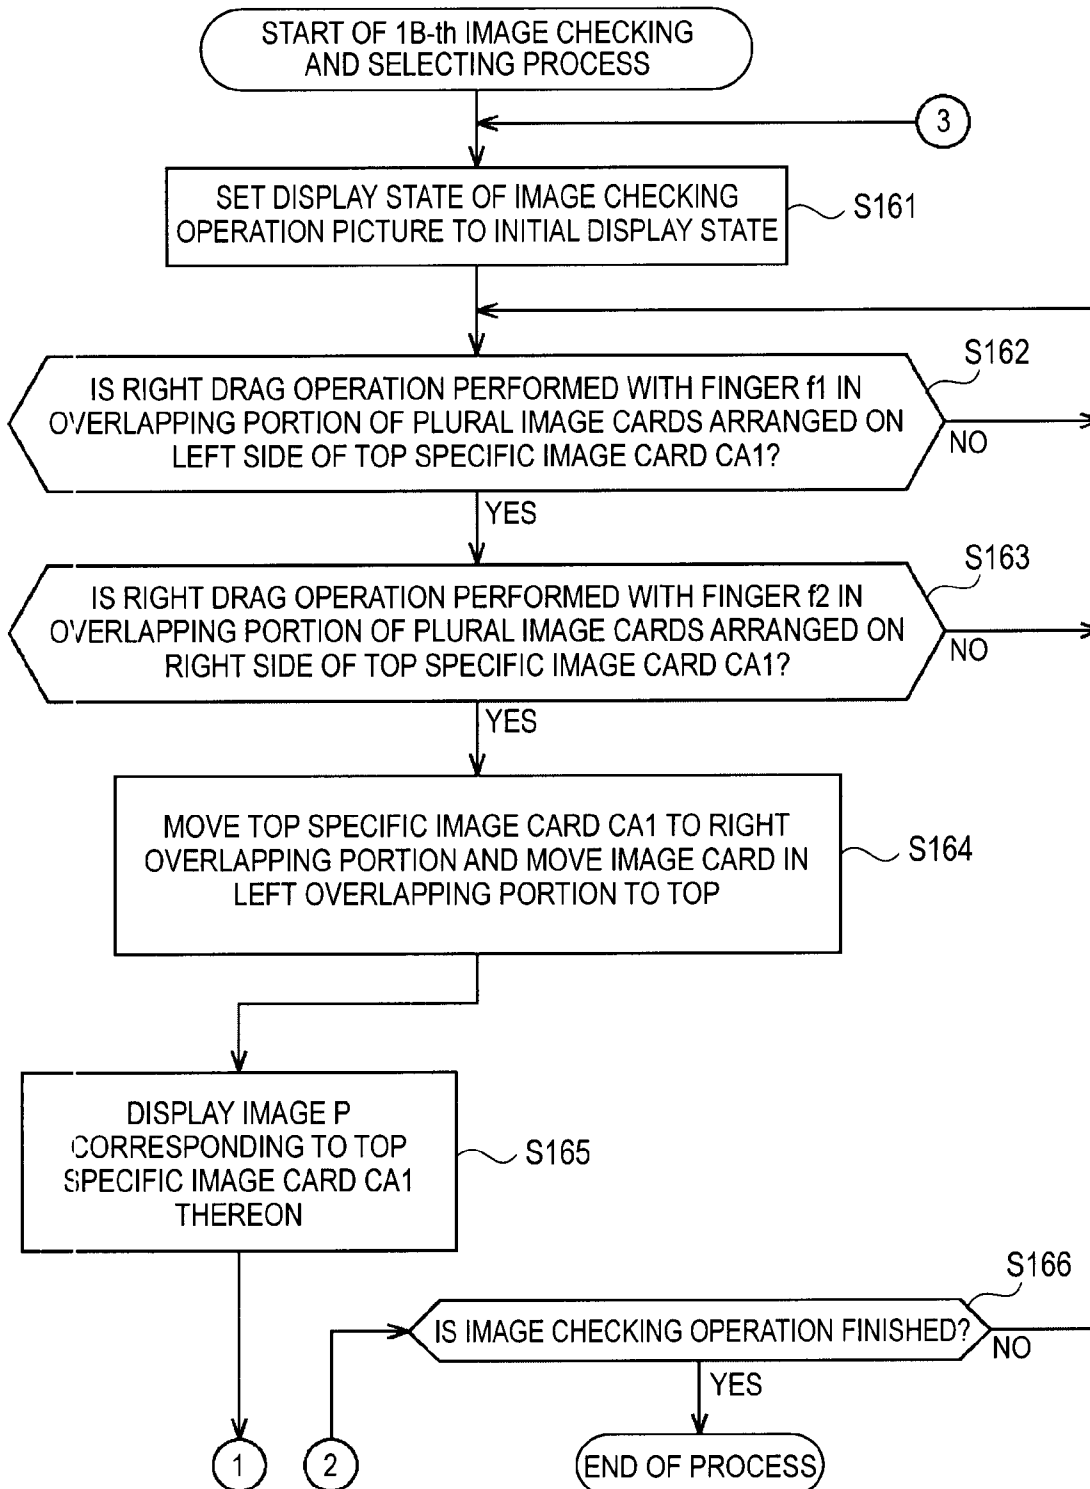 START OF 1B-th IMAGE CHECKING
AND SELECTING PROCESS
3
SET DISPLAY STATE OF IMAGE CHECKING
OPERATION PICTURE TO INITIAL DISPLAY STATE
S161
S162
IS RIGHT DRAG OPERATION PERFORMED WITH FINGER f1 IN
OVERLAPPING PORTION OF PLURAL IMAGE CARDS ARRANGED ON
LEFT SIDE OF TOP SPECIFIC IMAGE CARD CA1?
NO
YES
S163
IS RIGHT DRAG OPERATION PERFORMED WITH FINGER f2 IN
OVERLAPPING PORTION OF PLURAL IMAGE CARDS ARRANGED ON
RIGHT SIDE OF TOP SPECIFIC IMAGE CARD CA1?
NO
YES
MOVE TOP SPECIFIC IMAGE CARD CA1 TO RIGHT
OVERLAPPING PORTION AND MOVE IMAGE CARD IN
LEFT OVERLAPPING PORTION TO TOP
S164
DISPLAY IMAGE P
CORRESPONDING TO TOP
SPECIFIC IMAGE CARD CA1
THEREON
S165
S166
IS IMAGE CHECKING OPERATION FINISHED?
NO
YES
1
2
END OF PROCESS